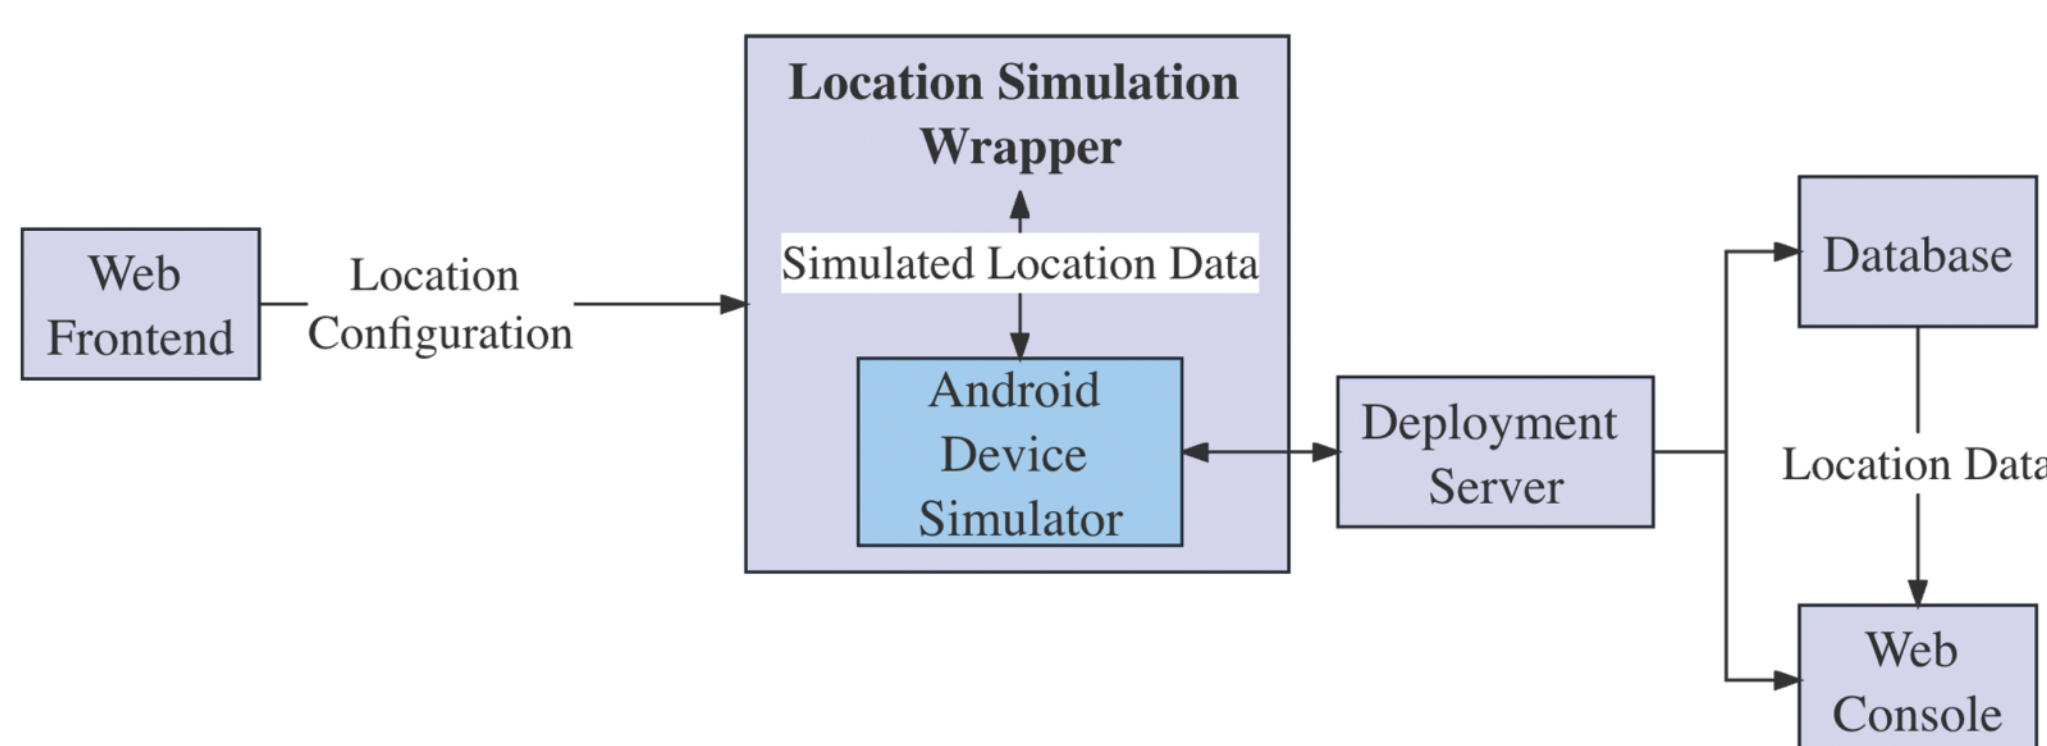 Location Simulation
Wrapper
Simulated Location Data
Web
Frontend
Location
Configuration
Android
Device
Simulator
Deployment
Server
Database
Location Data
Web
Console